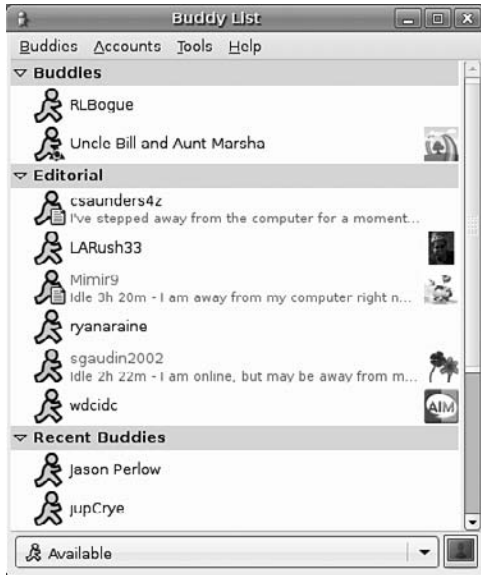 Buddy List
Buddies Accounts Tools Help
Buddies
RLBogue
Uncle Bill and Aunt Marsha
Editorial
csaunders4z
I've stepped away from the computer for a moment...
LARush33
Mimir9
Idle 3h 20m - I am away from my computer right n...
ryanaraine
sgaudin2002
Idle 2h 22m - I am online, but may be away from m...
wdcidc
AIM
Recent Buddies
Jason Perlow
jupCrye
Available